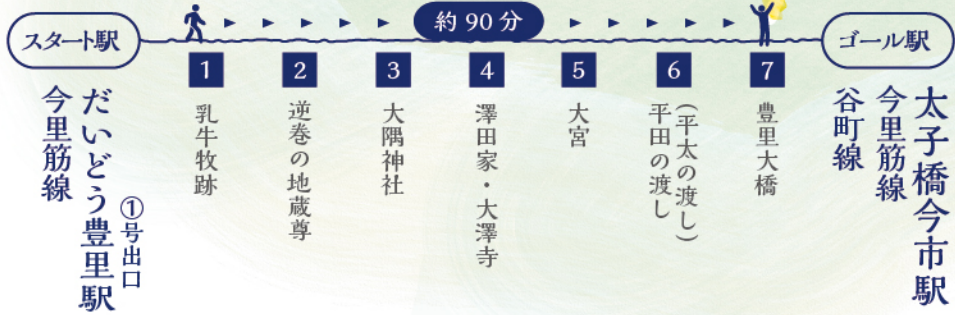 スタート駅
だいどう豊里駅
①号出口
今里筋線
約90分
1
乳牛牧跡
2
逆巻の地蔵尊
3
大隅神社
4
澤田家・大澤寺
5
大宮
6
平田の渡し
(平太の渡し)
7
豊里大橋
ゴール駅
太子橋今市駅
今里筋線
谷町線